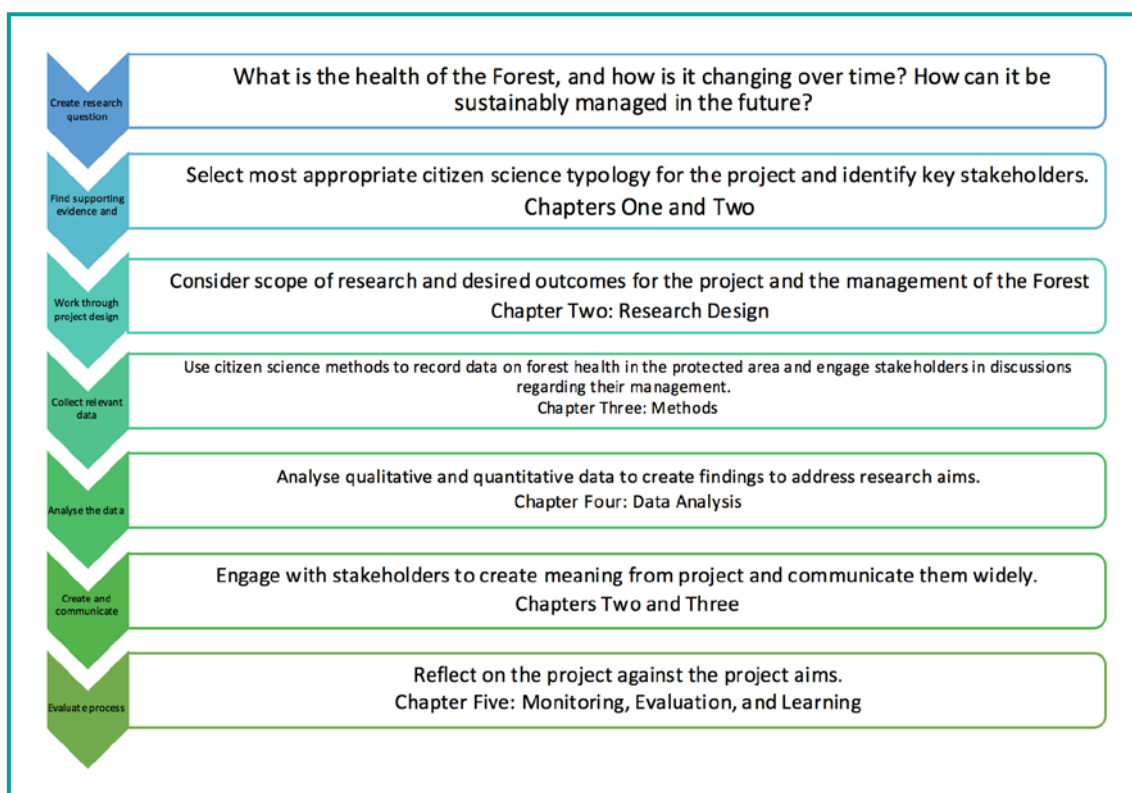 Create research
question
What is the health of the Forest, and how is it changing over time? How can it be
sustainably managed in the future?
Find supporting
evidence and
Select most appropriate citizen science typology for the project and identify key stakeholders.
Chapters One and Two
Work through
project design
Consider scope of research and desired outcomes for the project and the management of the Forest
Chapter Two: Research Design
Collect relevant
data
Use citizen science methods to record data on forest health in the protected area and engage stakeholders in discussions
regarding their management.
Chapter Three: Methods
Analyse the data
Analyse qualitative and quantitative data to create findings to address research aims.
Chapter Four: Data Analysis
Create and
communicate
Engage with stakeholders to create meaning from project and communicate them widely.
Chapters Two and Three
Evaluate process
Reflect on the project against the project aims.
Chapter Five: Monitoring, Evaluation, and Learning